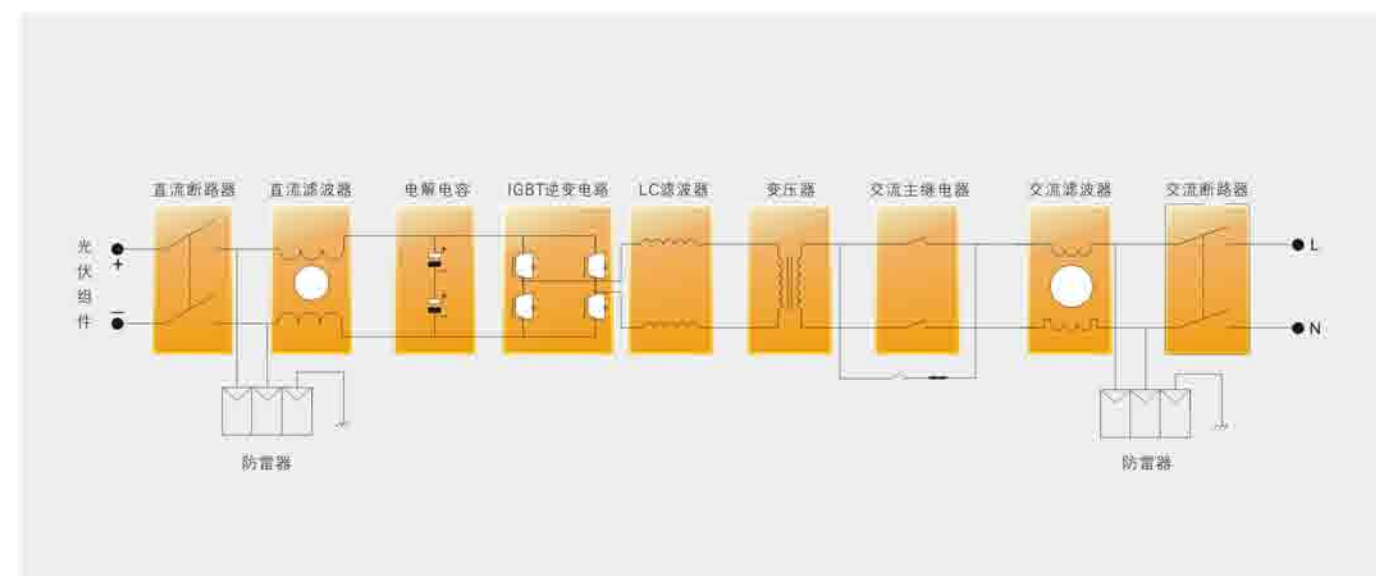 直流断路器
直流滤波器
电解电容
IGBT逆变电路
LC滤波器
变压器
交流主继电器
交流滤波器
交流断路器
光伏组件
+
−
L
N
防雷器
防雷器